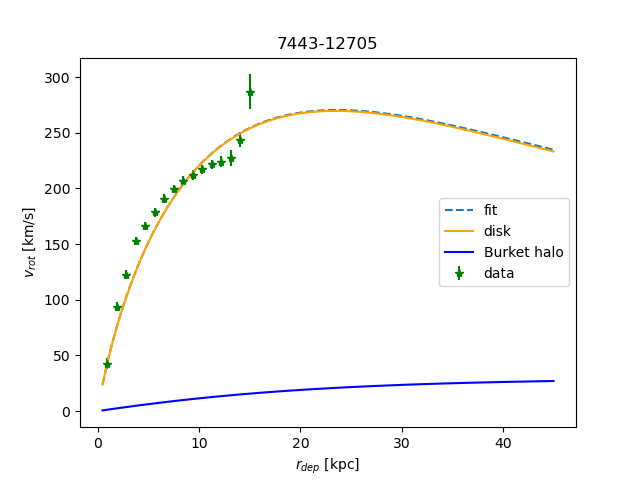 7443-12705
300
250
200
150
100
50
0
v_rot [km/s]
fit
disk
Burket halo
data
0 10 20 30 40
r_dep [kpc]